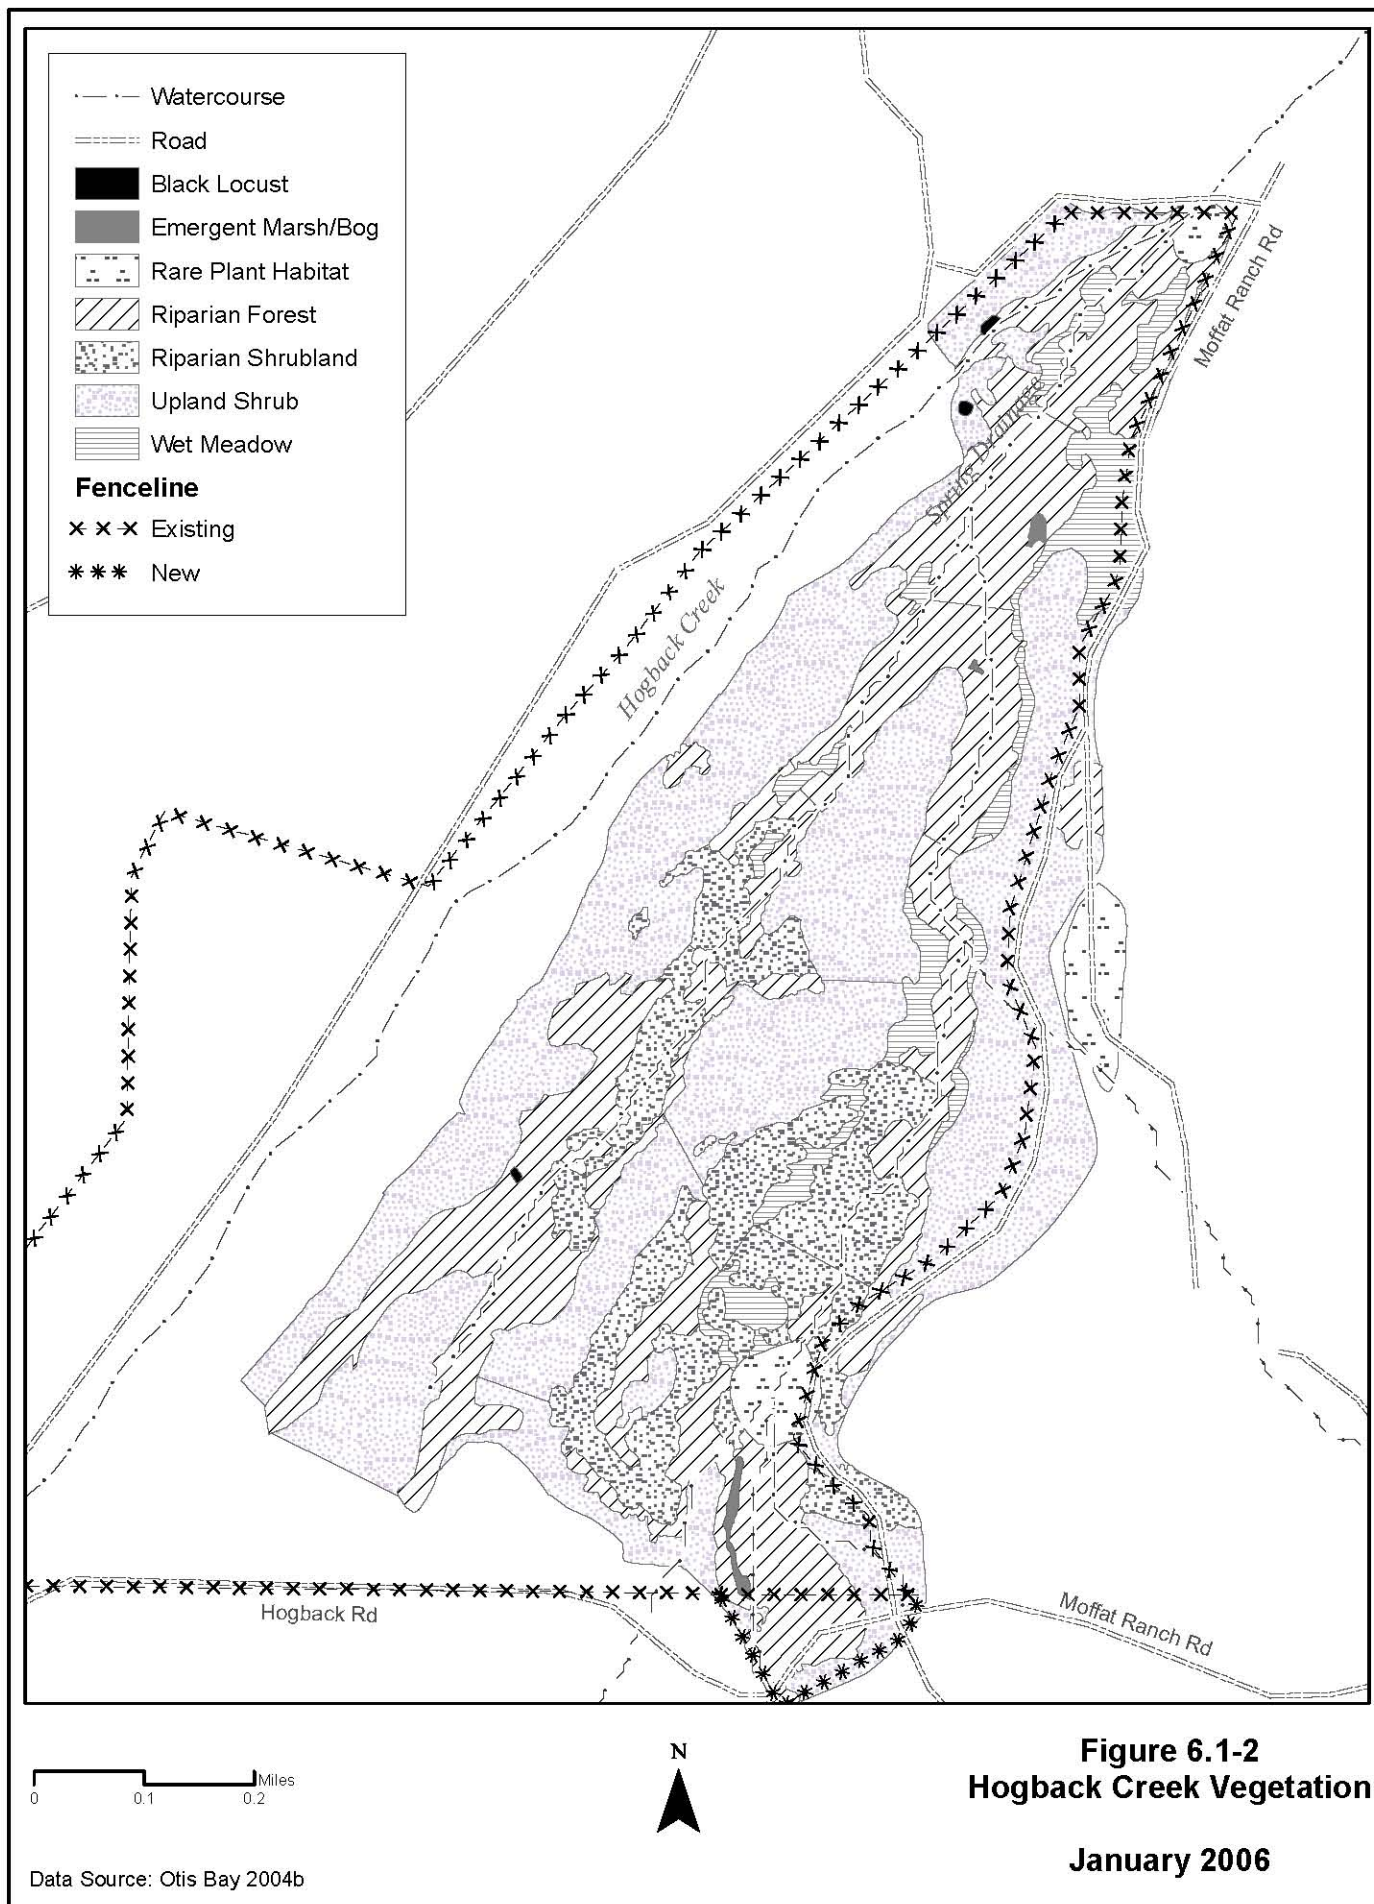 Watercourse
Road
Black Locust
Emergent Marsh/Bog
Rare Plant Habitat
Riparian Forest
Riparian Shrubland
Upland Shrub
Wet Meadow
Fenceline
Existing
New
Moffat Ranch Rd
Spring Drainage
Hogback Creek
Hogback Rd
Moffat Ranch Rd
Miles
0 0.1 0.2
N
Figure 6.1-2
Hogback Creek Vegetation
January 2006
Data Source: Otis Bay 2004b